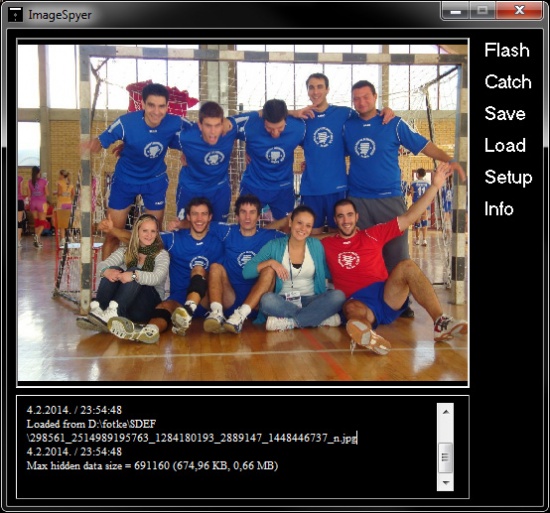 ImageSpyer
Flash
Catch
Save
Load
Setup
Info
4.2.2014. / 23:54:48
Loaded from D:\fotke\SDEF
\298561_2514989195763_1284180193_2889147_1448446737_n.jpg
4.2.2014. / 23:54:48
Max hidden data size = 691160 (674,96 KB, 0,66 MB)